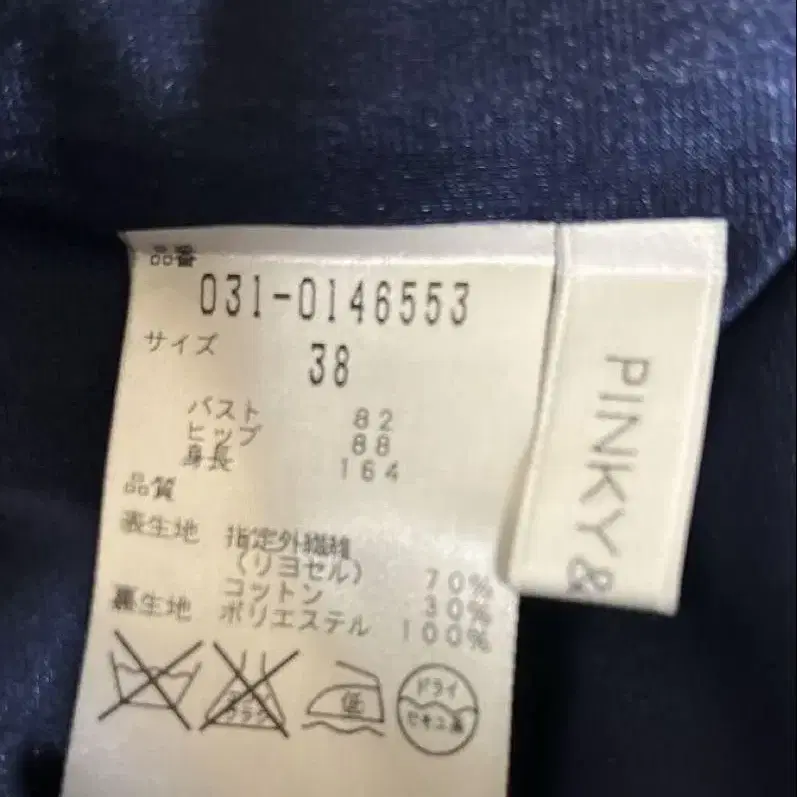 品番
031-0146553
サイズ 38
バスト 82
ヒップ 88
身長 164
品質
表生地 指定外繊維
(リヨセル) 70%
コットン 30%
裏生地 ポリエステル 100%
低
ドライ
セキユ系
PINKY&